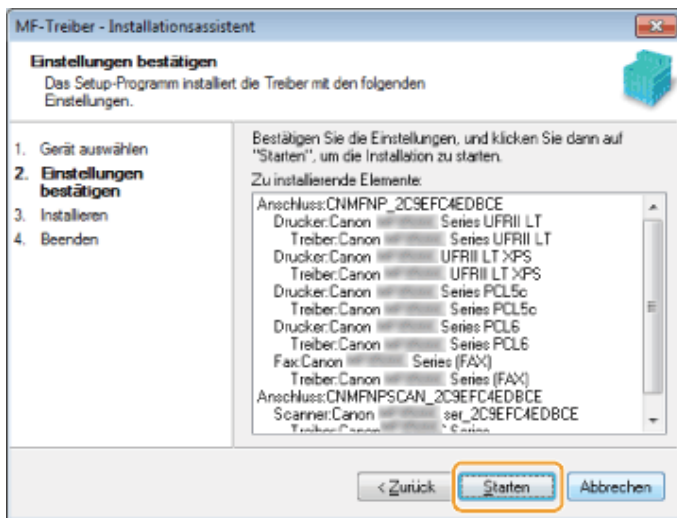 MF-Treiber - Installationsassistent
Einstellungen bestätigen
Das Setup-Programm installiert die Treiber mit den folgenden
Einstellungen.
1. Gerät auswählen
2. Einstellungen
bestätigen
3. Installieren
4. Beenden
Bestätigen Sie die Einstellungen, und klicken Sie dann auf
"Starten", um die Installation zu starten.
Zu installierende Elemente:
Anschluss:CNMFNP_2C9EFC4EDBCE
Drucker:Canon Series UFRII LT
Treiber:Canon Series UFRII LT
Drucker:Canon UFRII LT XPS
Treiber:Canon UFRII LT XPS
Drucker:Canon Series PCL5c
Treiber:Canon Series PCL5c
Drucker:Canon Series PCL6
Treiber:Canon Series PCL6
Fax:Canon Series (FAX)
Treiber:Canon Series (FAX)
Anschluss:CNMFNPSCAN_2C9EFC4EDBCE
Scanner:Canon ser_2C9EFC4EDBCE
Treiber:Canon Series
< Zurück Starten Abbrechen